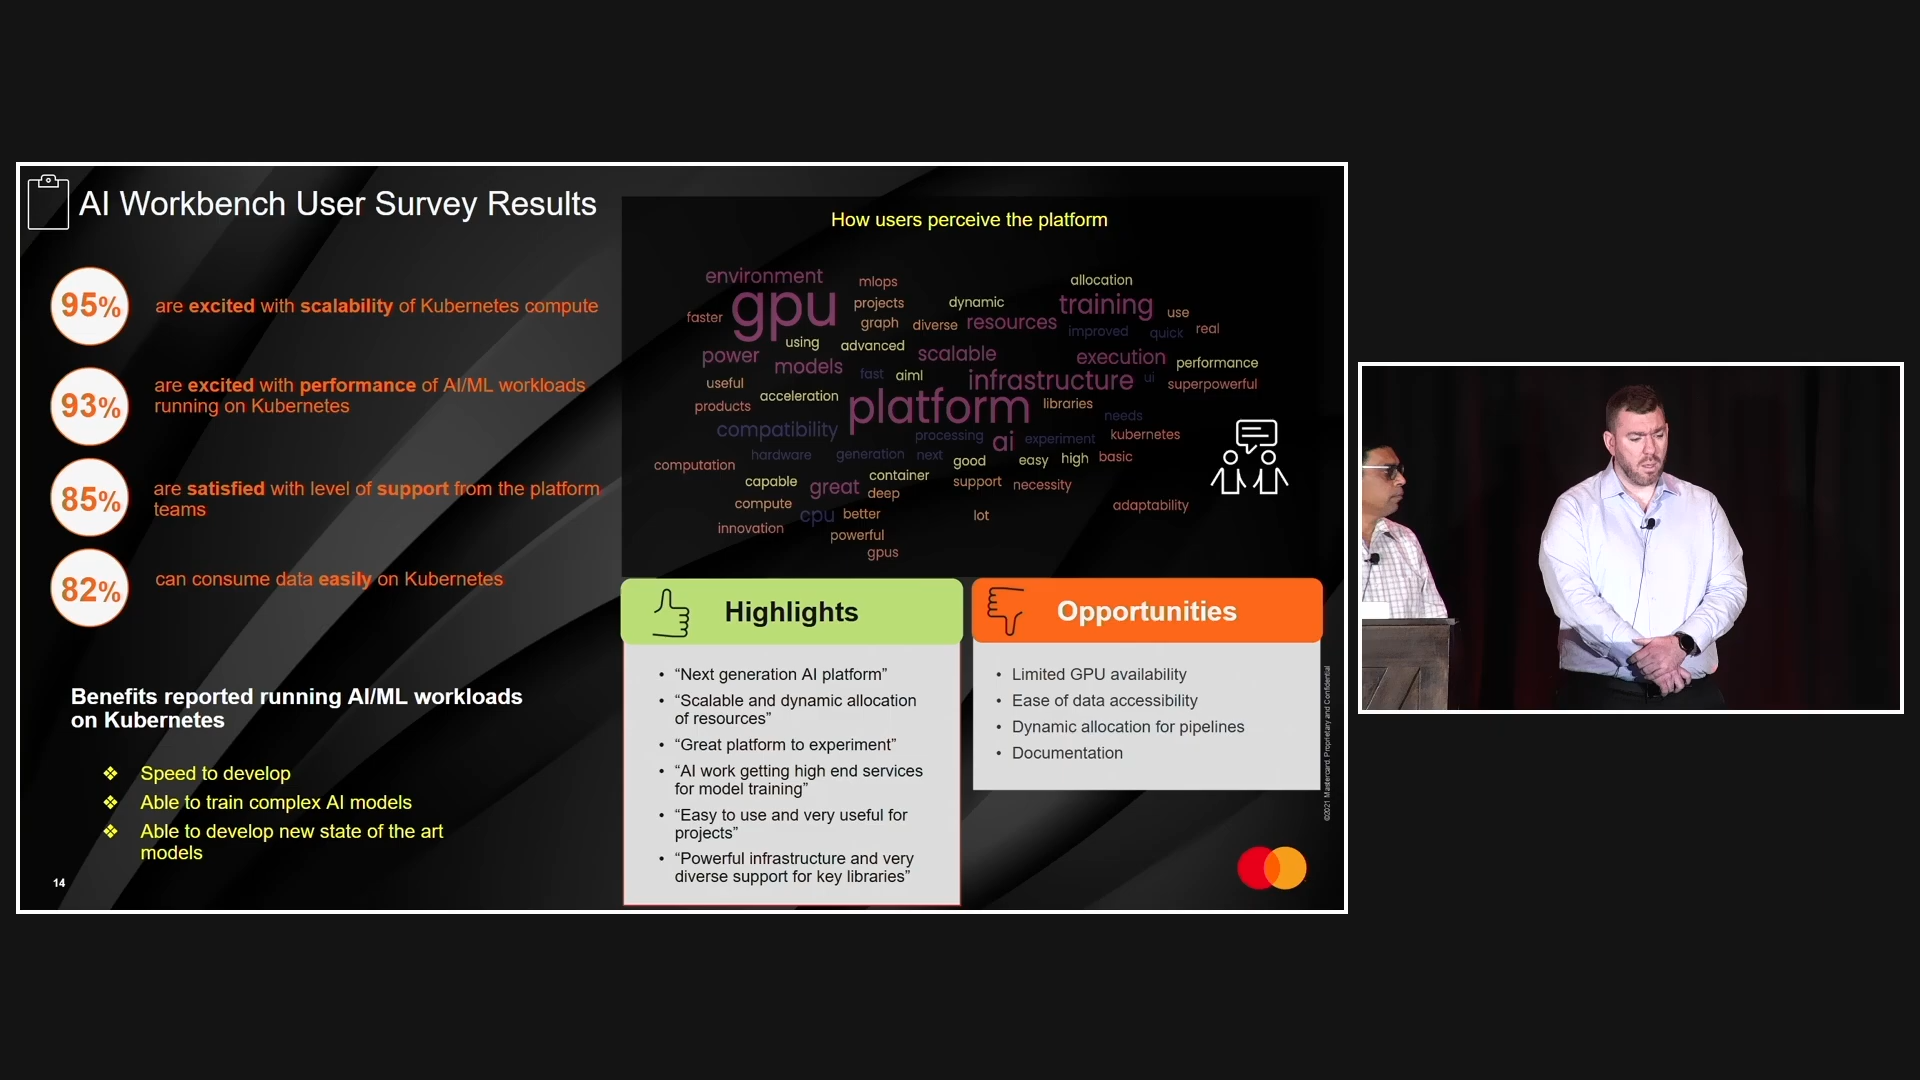 AI Workbench User Survey Results
95%
are excited with scalability of Kubernetes compute
93%
are excited with performance of AI/ML workloads
running on Kubernetes
85%
are satisfied with level of support from the platform
teams
82%
can consume data easily on Kubernetes
Benefits reported running AI/ML workloads
on Kubernetes
❖ Speed to develop
❖ Able to train complex AI models
❖ Able to develop new state of the art
models
14
How users perceive the platform
environment
mlops
allocation
gpu
projects
dynamic
training
faster
graph
diverse
resources
use
improved
quick
real
using
advanced
power
models
scalable
execution
performance
fast
aiml
infrastructure
ui
superpowerful
useful
acceleration
products
platform
libraries
needs
compatibility
processing
ai
experiment
kubernetes
hardware
generation
next
good
easy
high
basic
computation
container
capable
great
deep
support
necessity
compute
cpu
better
lot
adaptability
innovation
powerful
gpus
Highlights
• “Next generation AI platform”
• “Scalable and dynamic allocation
of resources”
• “Great platform to experiment”
• “AI work getting high end services
for model training”
• “Easy to use and very useful for
projects”
• “Powerful infrastructure and very
diverse support for key libraries”
Opportunities
• Limited GPU availability
• Ease of data accessibility
• Dynamic allocation for pipelines
• Documentation
©2021 Mastercard. Proprietary and Confidential